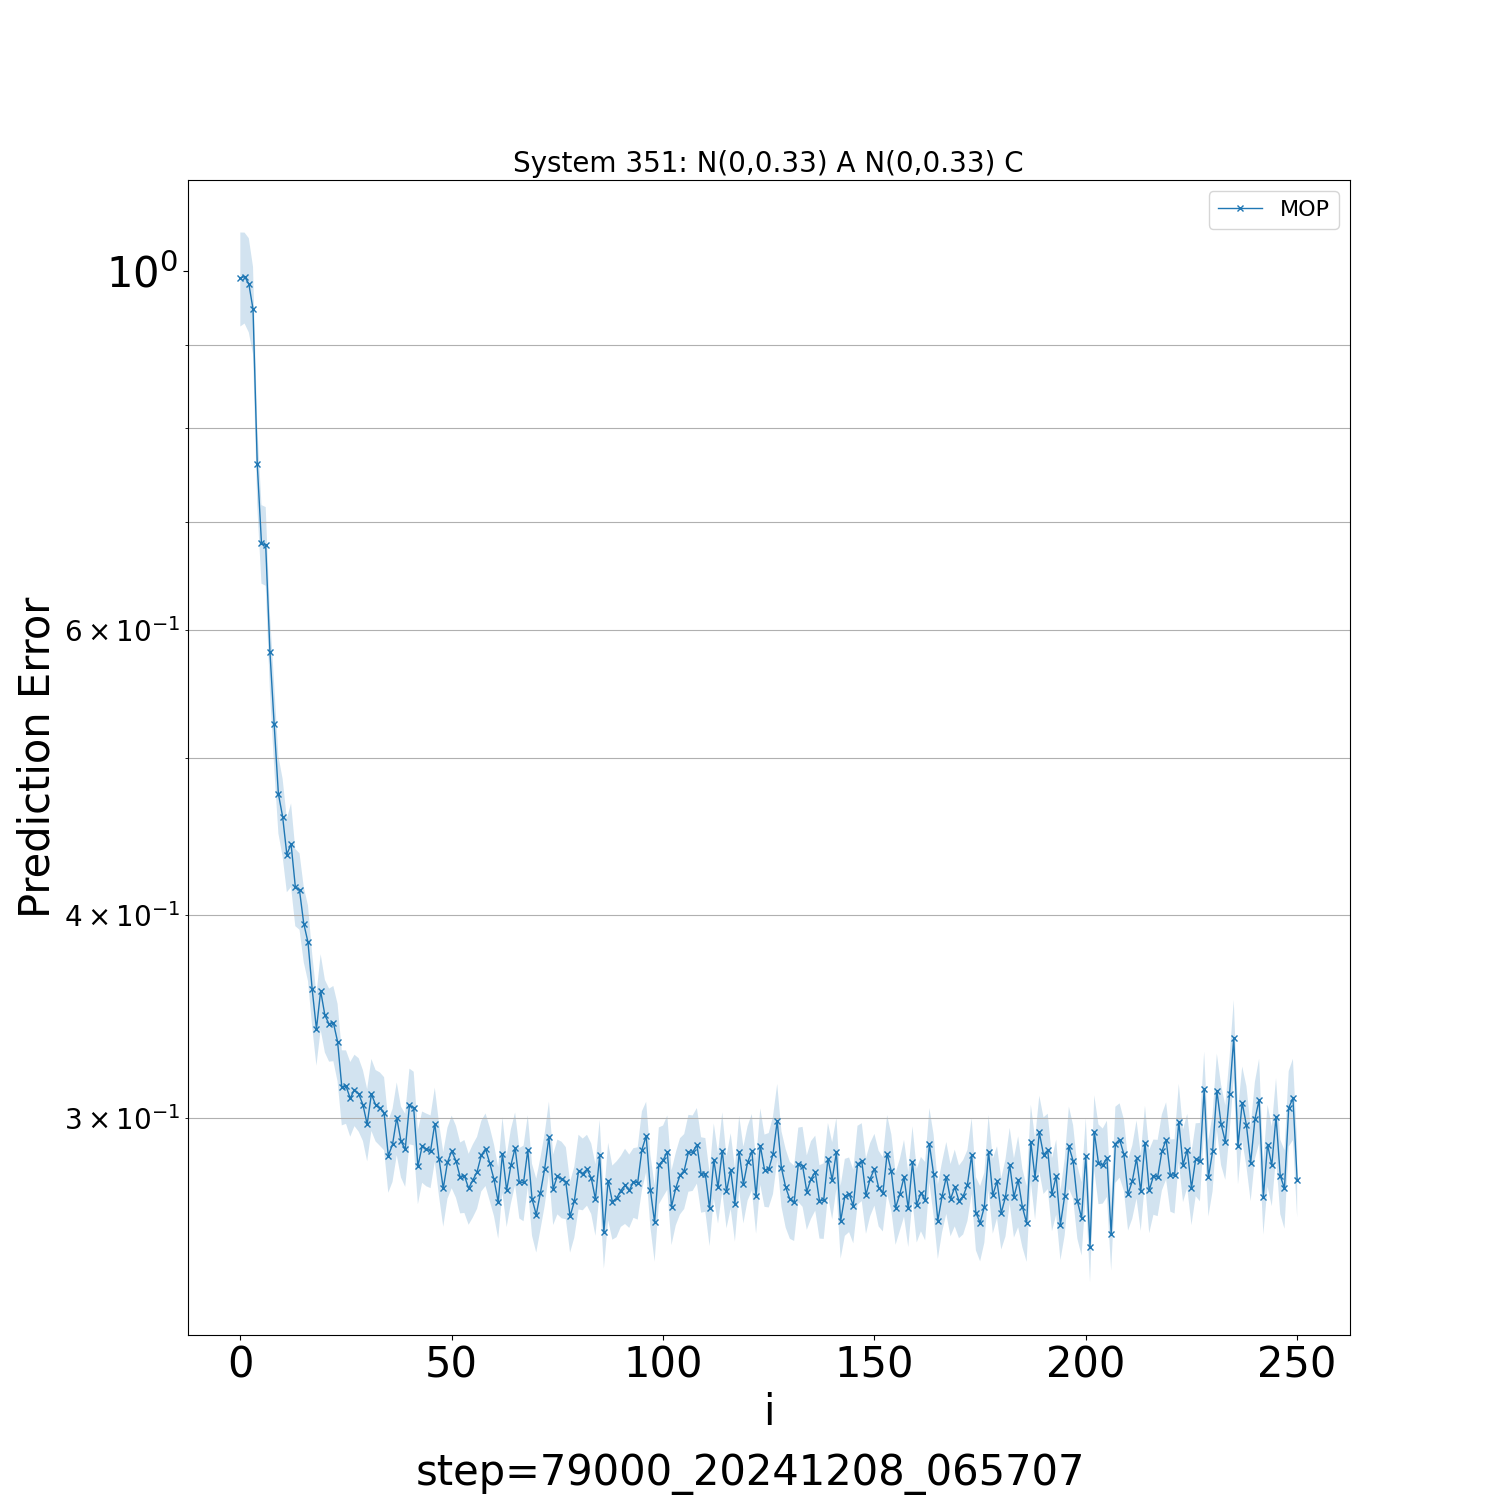 System 351: N(0,0.33) A N(0,0.33) C
MOP
10⁰
6 × 10⁻¹
4 × 10⁻¹
3 × 10⁻¹
Prediction Error
0 50 100 150 200 250
i
step=79000_20241208_065707